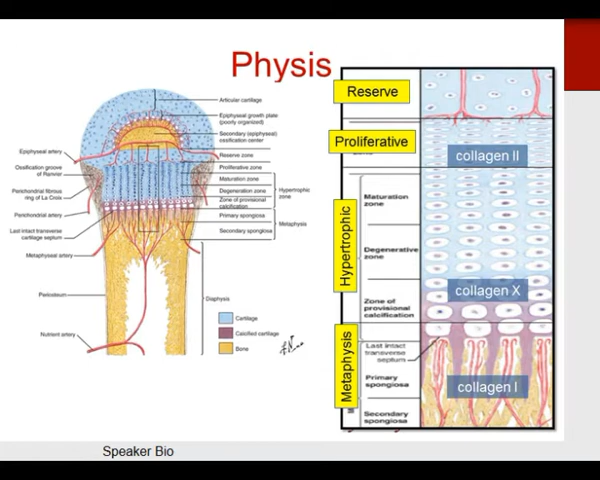 Physis
Articular cartilage
Epiphyseal growth plate
(poorly organized)
Secondary (epiphyseal)
ossification center
Reserve zone
Proliferative zone
Maturation zone
Degeneration zone
Zone of provisional
calcification
Hypertrophic
zone
Primary spongiosa
Secondary spongiosa
Metaphysis
Epiphyseal artery
Ossification groove
of Ranvier
Perichondrial fibrous
ring of La Croix
Perichondrial artery
Last intact transverse
cartilage septum
Metaphyseal artery
Periosteum
Nutrient artery
Diaphysis
Cartilage
Calcified cartilage
Bone
Reserve
Proliferative
collagen II
Hypertrophic
Maturation
zone
Degenerative
zone
collagen X
Zone of
provisional
calcification
Metaphysis
Last intact
transverse
septum
Primary
spongiosa
collagen I
Secondary
spongiosa
Speaker Bio